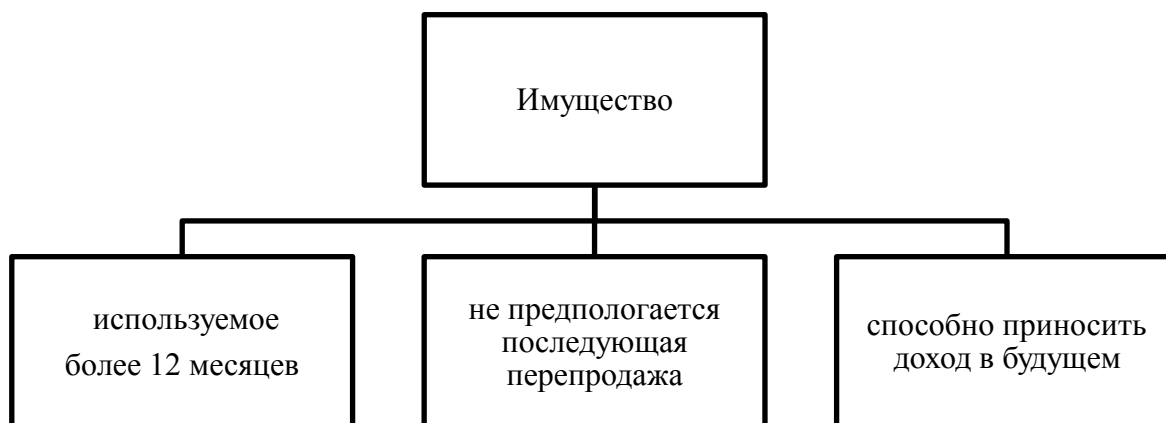 Имущество
используемое
более 12 месяцев
не предпологается
последующая
перепродажа
способно приносить
доход в будущем